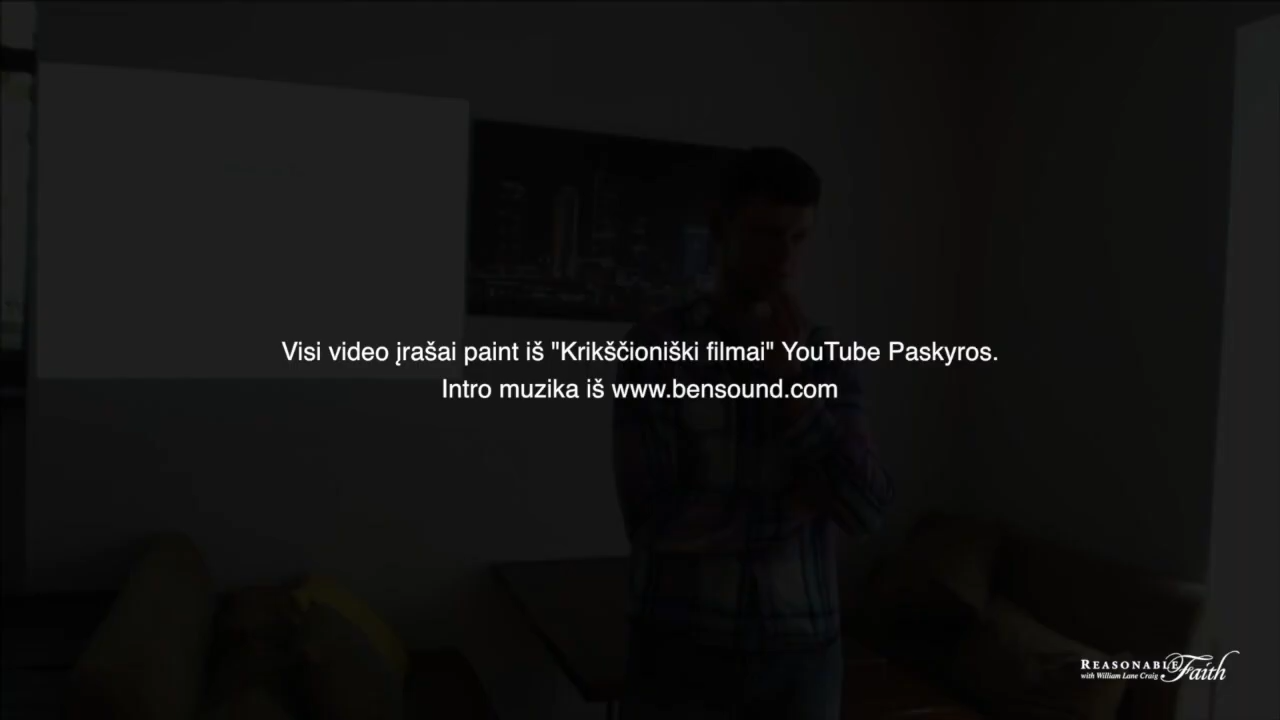 Visi video įrašai paint iš "Krikščioniški filmai" YouTube Paskyros.
Intro muzika iš www.bensound.com
REASONABLE Faith
with William Lane Craig